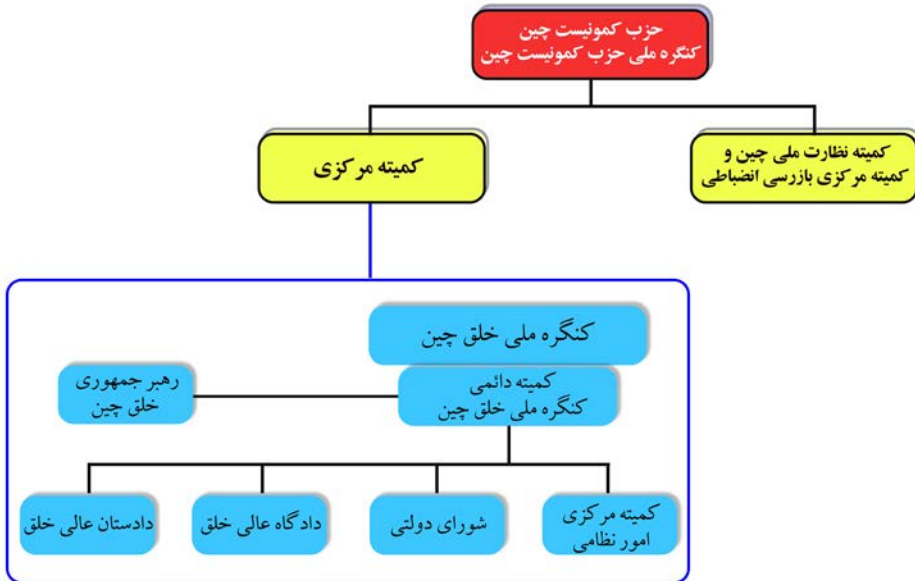 حزب کمونیست چین
کنگره ملی حزب کمونیست چین
کمیته نظارت ملی چین و
کمیته مرکزی بازرسی انضباطی
کمیته مرکزی
کنگره ملی خلق چین
کمیته دائمی
کنگره ملی خلق چین
رهبر جمهوری
خلق چین
کمیته مرکزی
امور نظامی
شورای دولتی
دادگاه عالی خلق
دادستان عالی خلق